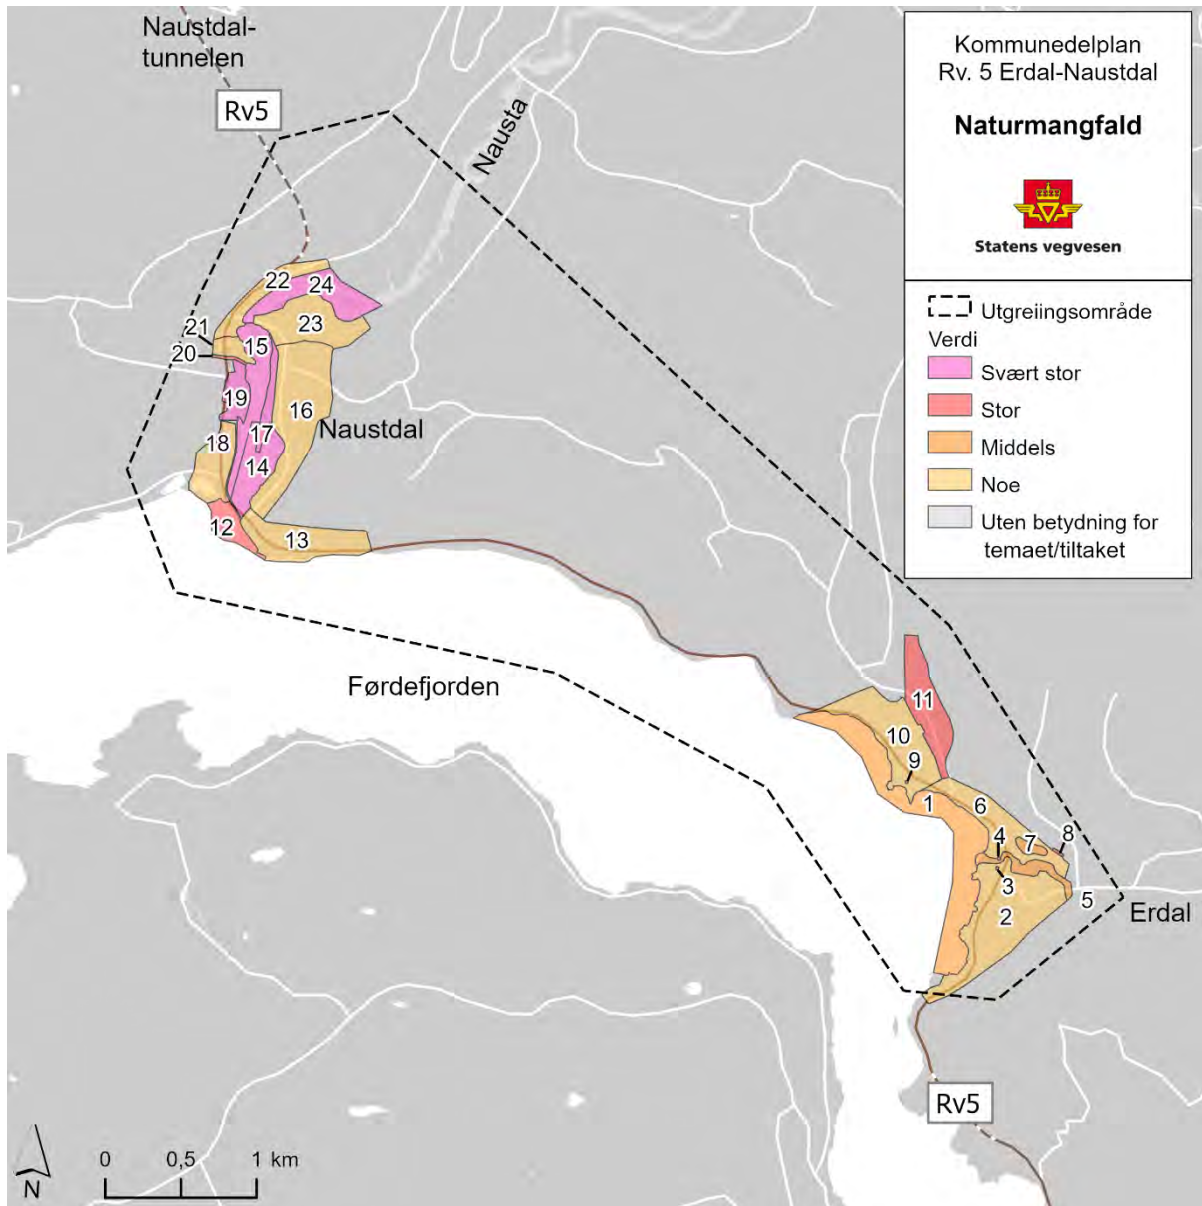 Naustdal-
tunnelen
Rv5
Nausta
Kommunedelplan
Rv. 5 Erdal-Naustdal
Naturmangfald
Statens vegvesen
Utgreiingsområde
Verdi
Svært stor
Stor
Middels
Noe
Uten betydning for
temaet/tiltaket
22
24
21
23
15
20
19
16
17
Naustdal
18
14
12
13
Førdefjorden
11
10
9
1
6
4
7
8
3
5
2
Erdal
Rv5
0 0,5 1 km
N